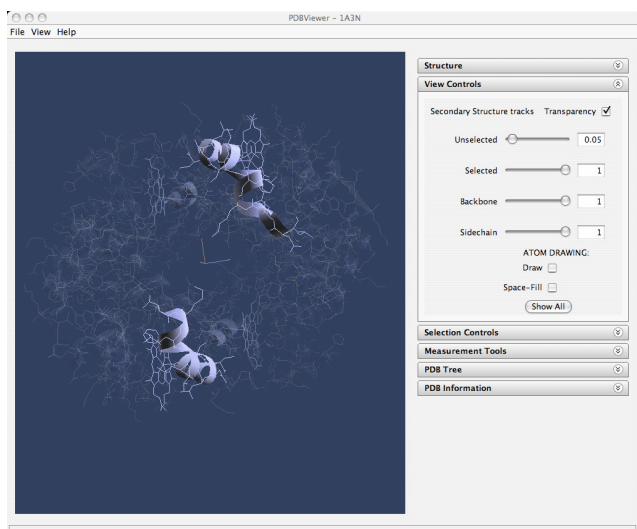 PDBViewer - 1A3N
File View Help
Structure
View Controls
Secondary Structure tracks Transparency
Unselected 0.05
Selected 1
Backbone 1
Sidechain 1
ATOM DRAWING:
Draw
Space-Fill
Show All
Selection Controls
Measurement Tools
PDB Tree
PDB Information